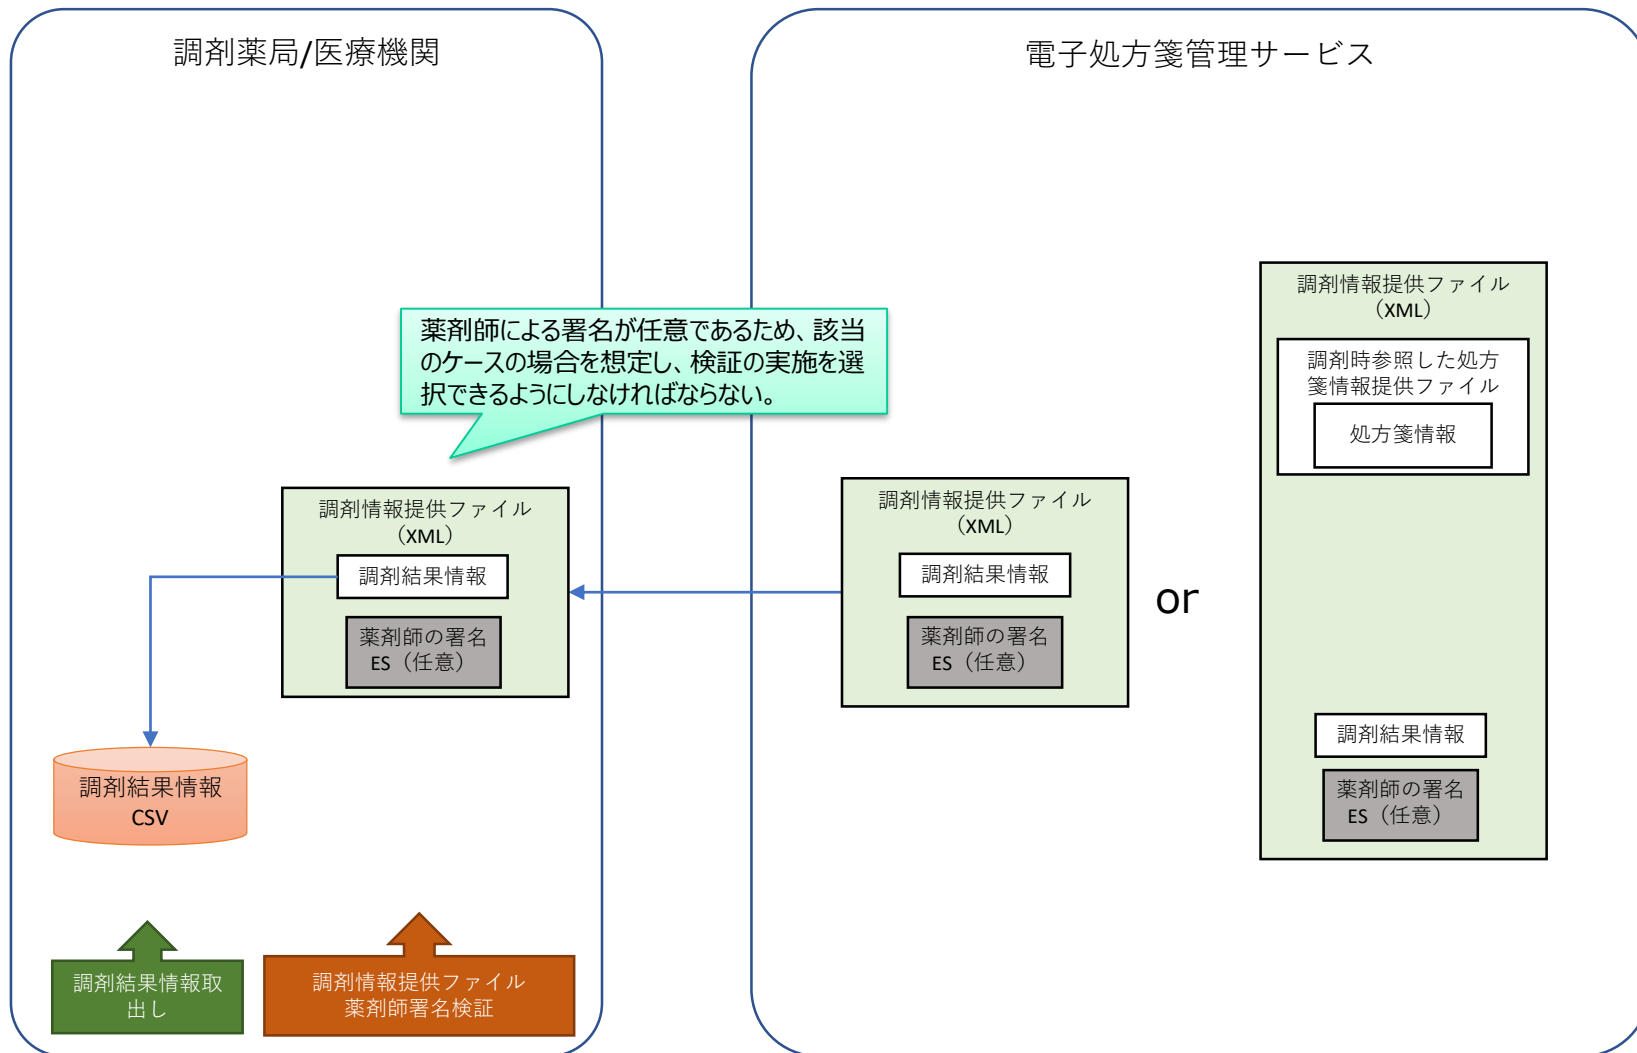 調剤薬局/医療機関
電子処方箋管理サービス
薬剤師による署名が任意であるため、該当
のケースの場合を想定し、検証の実施を選
択できるようにしなければならない。
調剤情報提供ファイル
（XML）
調剤結果情報
薬剤師の署名
ES（任意）
調剤結果情報
CSV
調剤結果情報取
出し
調剤情報提供ファイル
薬剤師署名検証
調剤情報提供ファイル
（XML）
調剤結果情報
薬剤師の署名
ES（任意）
or
調剤情報提供ファイル
（XML）
調剤時参照した処方
箋情報提供ファイル
処方箋情報
調剤結果情報
薬剤師の署名
ES（任意）